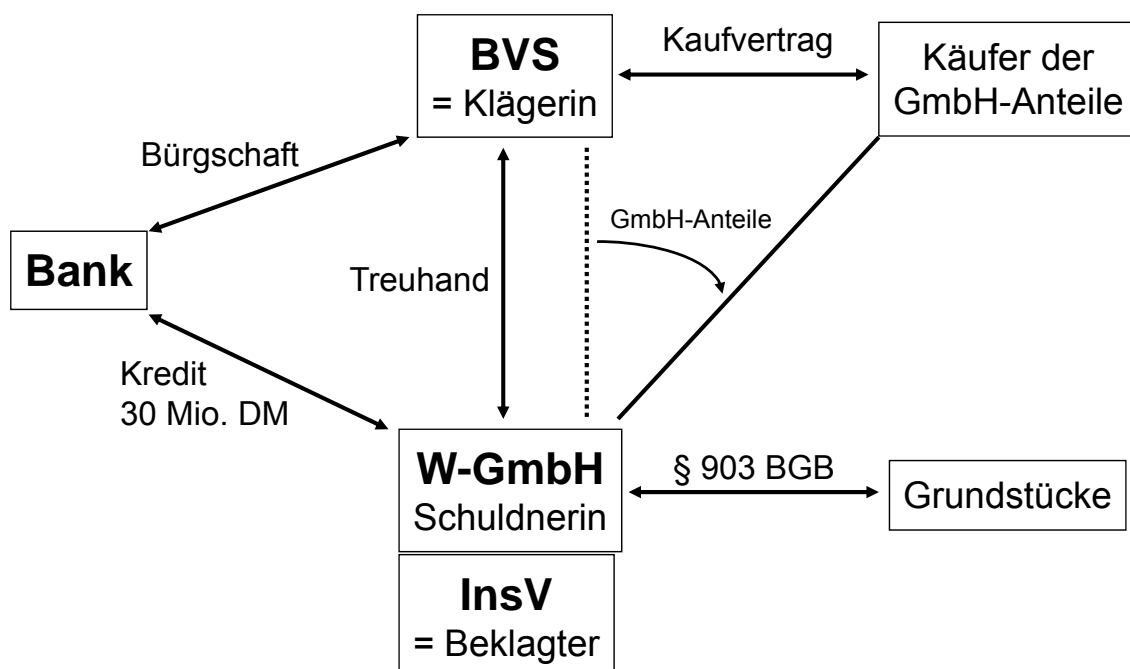 BVS
= Klägerin
Kaufvertrag
Käufer der
GmbH-Anteile
Bürgschaft
GmbH-Anteile
Bank
Treuhand
Kredit
30 Mio. DM
W-GmbH
Schuldnerin
§ 903 BGB
Grundstücke
InsV
= Beklagter